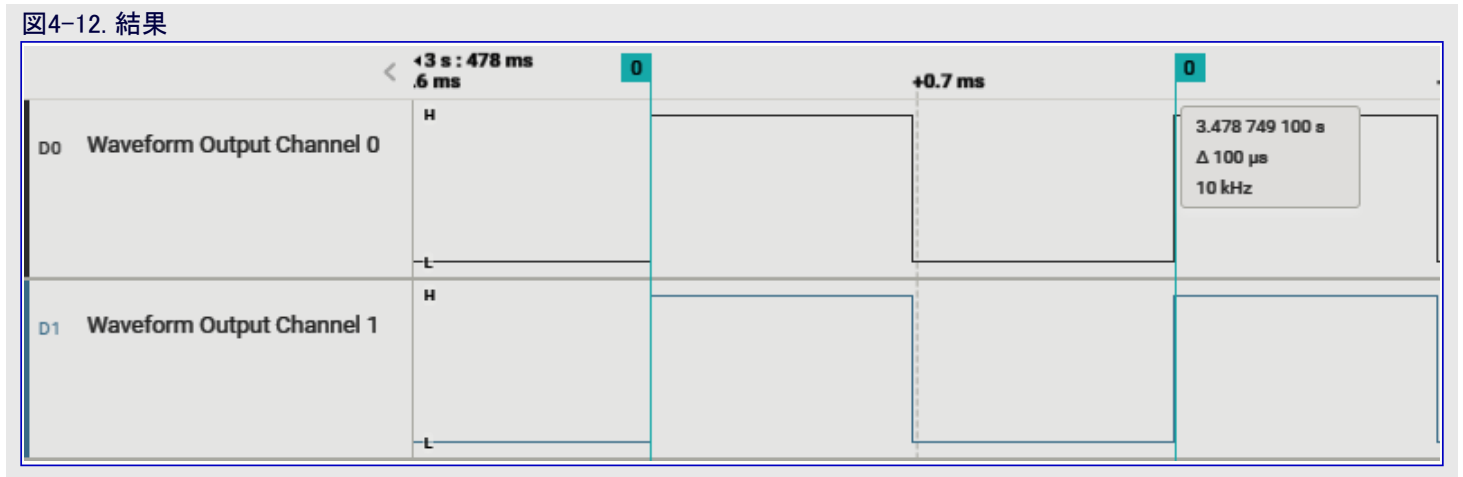 図4-12. 結果
<
◂3 s : 478 ms
.6 ms
0
+0.7 ms
0
D0 Waveform Output Channel 0
H
L
3.478 749 100 s
Δ 100 µs
10 kHz
D1 Waveform Output Channel 1
H
L